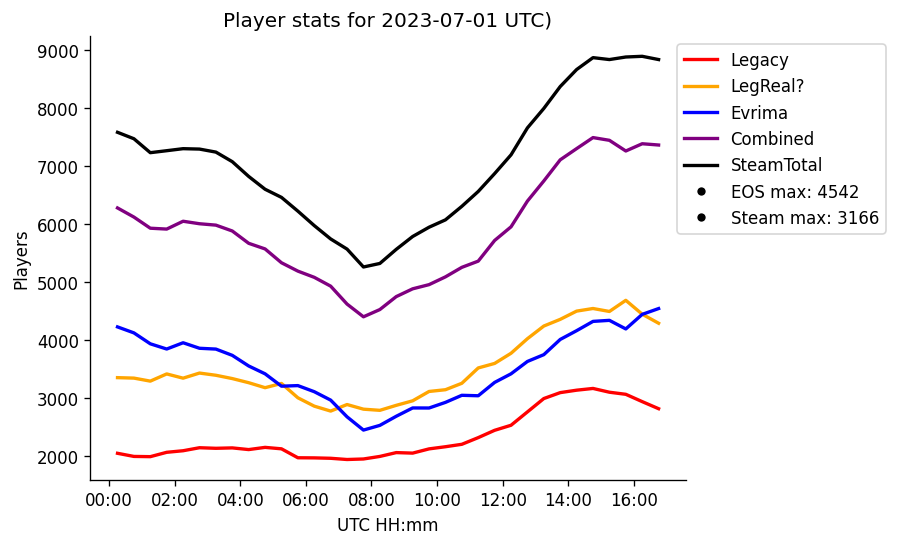 Player stats for 2023-07-01 UTC)
9000
8000
7000
6000
5000
4000
3000
2000
Players
00:00 02:00 04:00 06:00 08:00 10:00 12:00 14:00 16:00
UTC HH:mm
Legacy
LegReal?
Evrima
Combined
SteamTotal
EOS max: 4542
Steam max: 3166